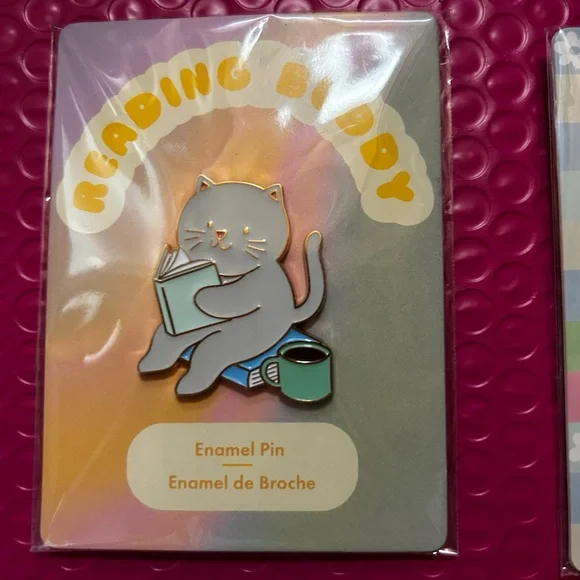 READING BUDDY
Enamel Pin
Enamel de Broche